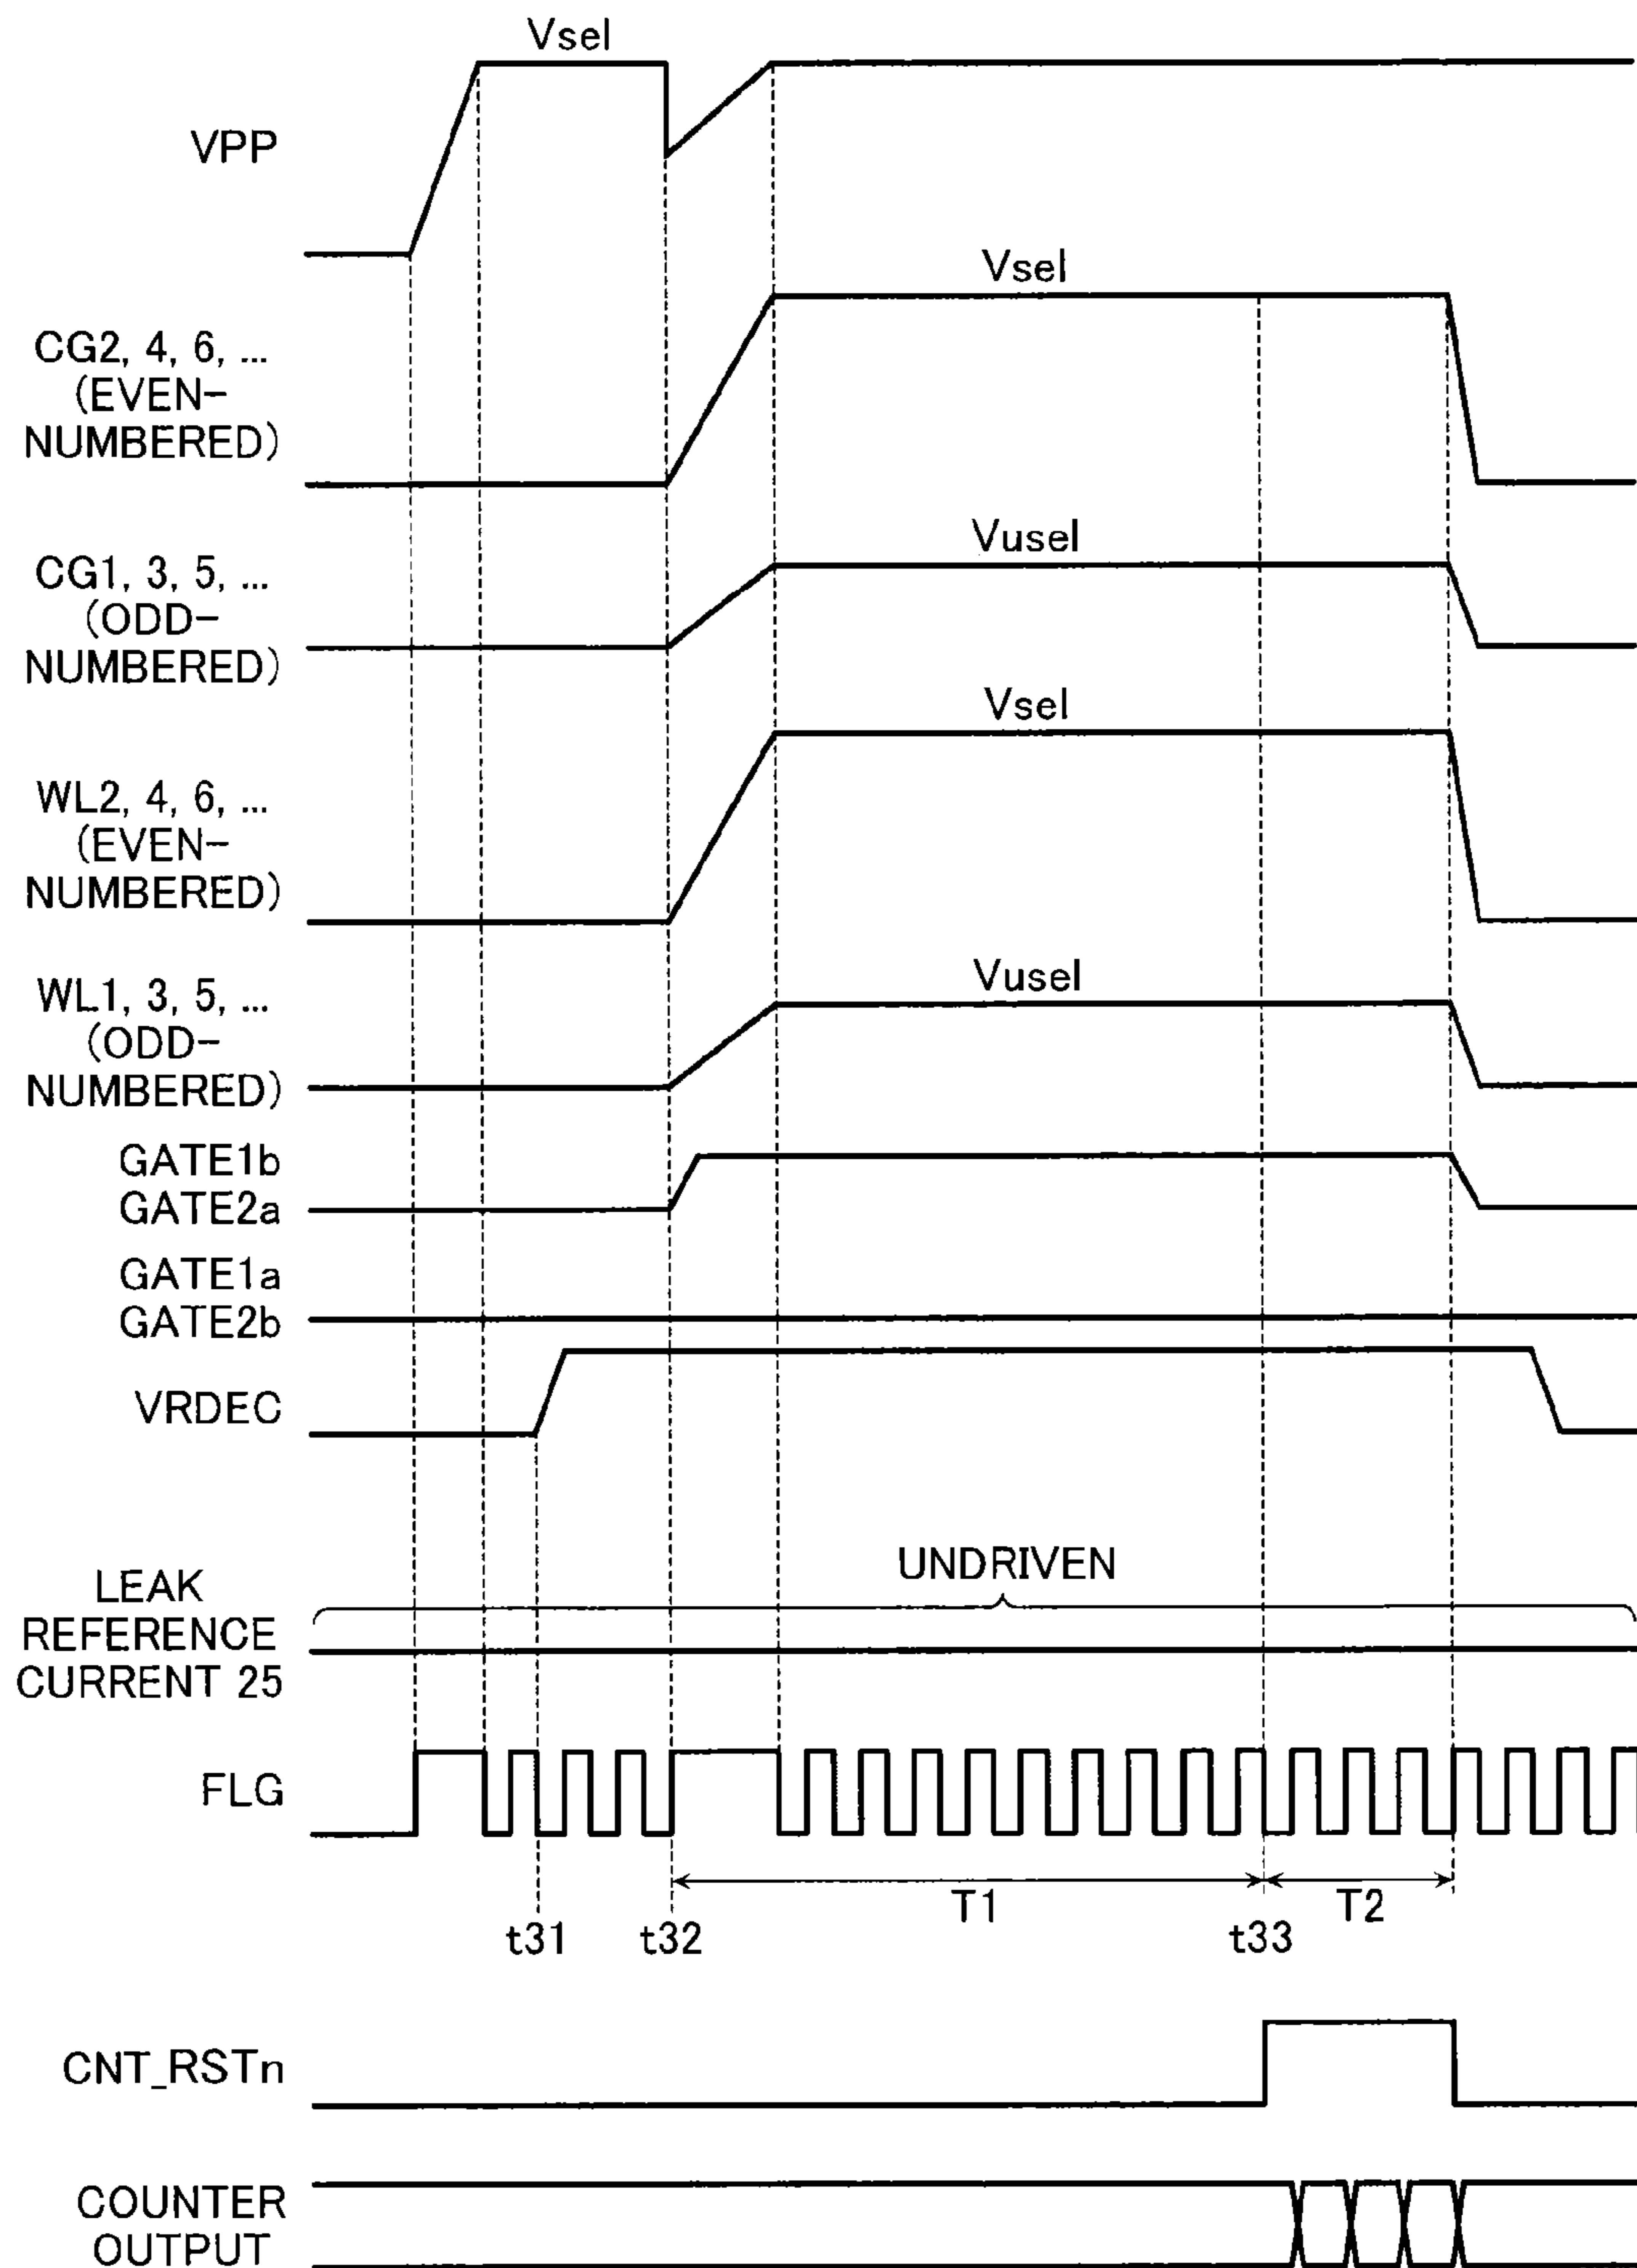 Vsel
VPP
Vsel
CG2, 4, 6, ...
(EVEN-
NUMBERED)
Vusel
CG1, 3, 5, ...
(ODD-
NUMBERED)
Vsel
WL2, 4, 6, ...
(EVEN-
NUMBERED)
Vusel
WL1, 3, 5, ...
(ODD-
NUMBERED)
GATE1b
GATE2a
GATE1a
GATE2b
VRDEC
UNDRIVEN
LEAK
REFERENCE
CURRENT 25
FLG
T1
T2
t31
t32
t33
CNT_RSTn
COUNTER
OUTPUT